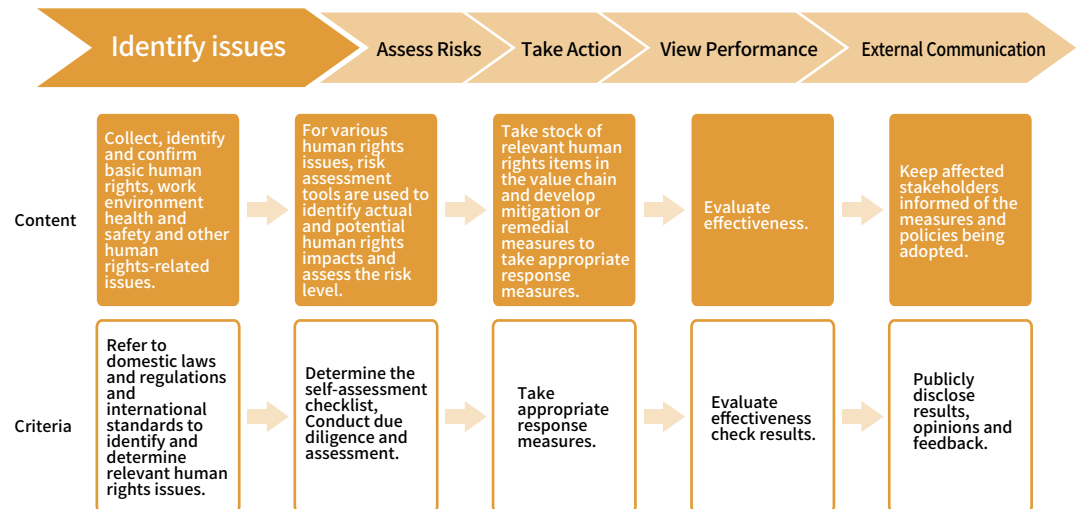 Identify issues
Assess Risks
Take Action
View Performance
External Communication
Content
Collect, identify
and confirm
basic human
rights, work
environment
health and
safety and other
human
rights-related
issues.
For various
human rights
issues, risk
assessment
tools are used to
identify actual
and potential
human rights
impacts and
assess the risk
level.
Take stock of
relevant human
rights items in
the value chain
and develop
mitigation or
remedial
measures to
take appropriate
response
measures.
Evaluate
effectiveness.
Keep affected
stakeholders
informed of the
measures and
policies being
adopted.
Criteria
Refer to
domestic laws
and regulations
and
international
standards to
identify and
determine
relevant human
rights issues.
Determine the
self-assessment
checklist,
Conduct due
diligence and
assessment.
Take
appropriate
response
measures.
Evaluate
effectiveness
check results.
Publicly
disclose
results,
opinions and
feedback.